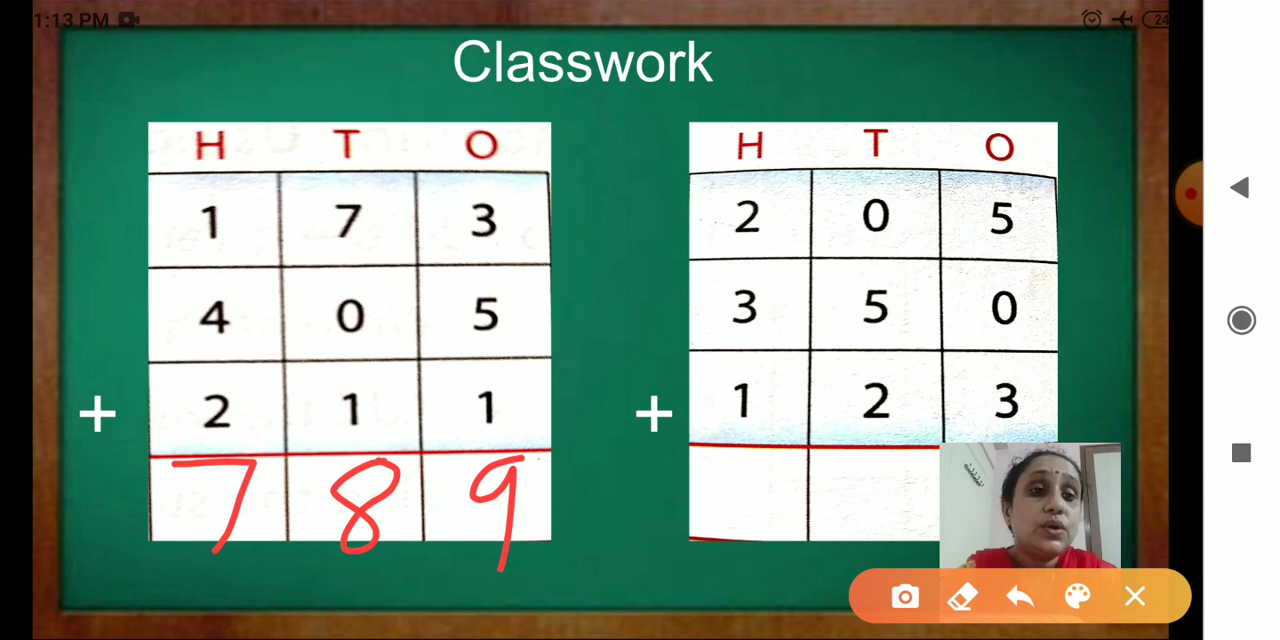 1:13 PM
24
Classwork
H T O
1 7 3
4 0 5
+ 2 1 1
7 8 9
H T O
2 0 5
3 5 0
+ 1 2 3